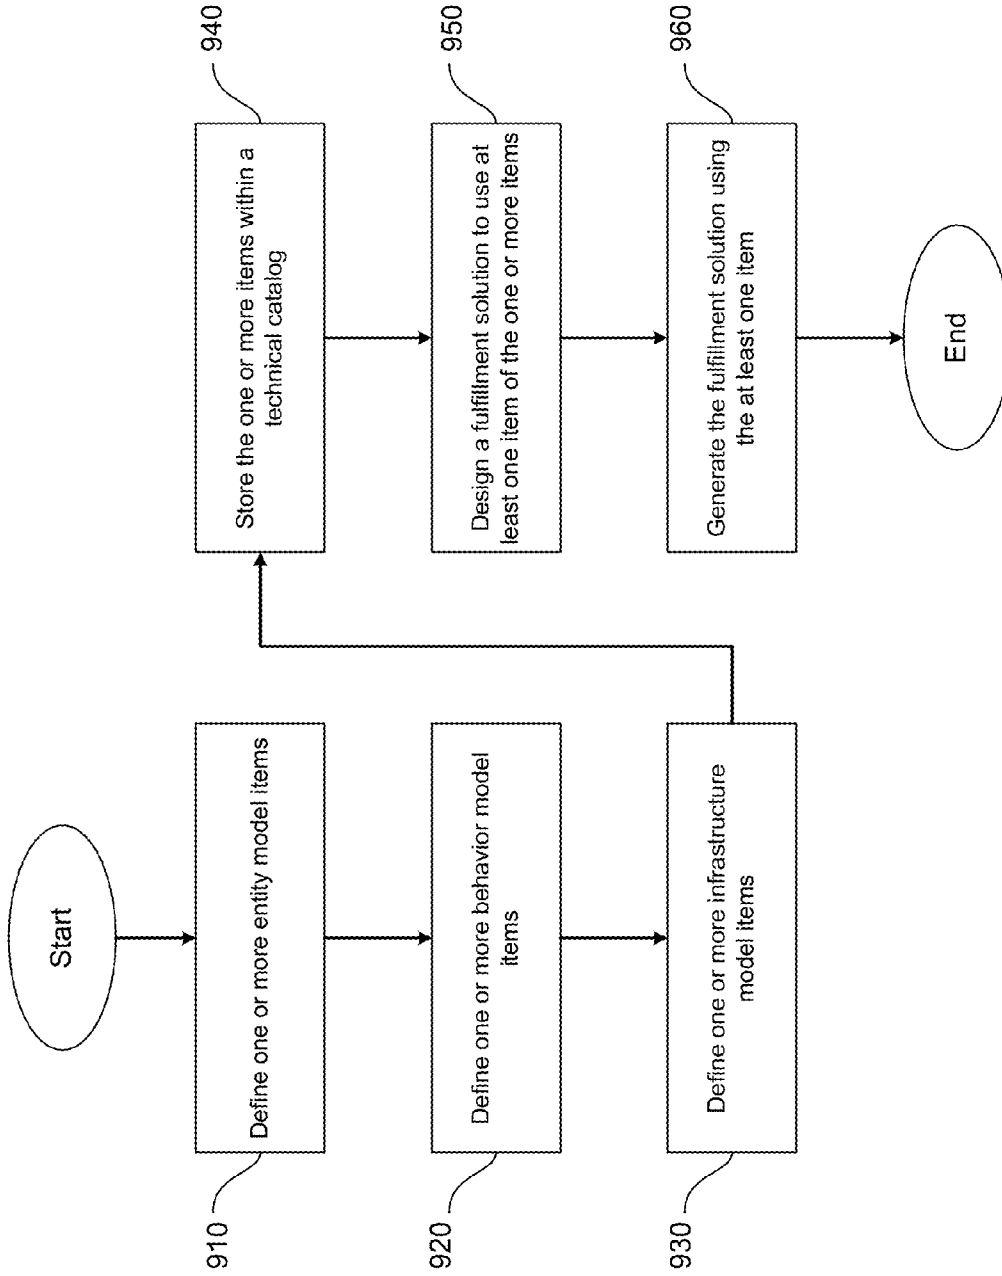 Start
910
Define one or more entity model items
920
Define one or more behavior model
items
930
Define one or more infrastructure
model items
940
Store the one or more items within a
technical catalog
950
Design a fulfillment solution to use at
least one item of the one or more items
960
Generate the fulfillment solution using
the at least one item
End